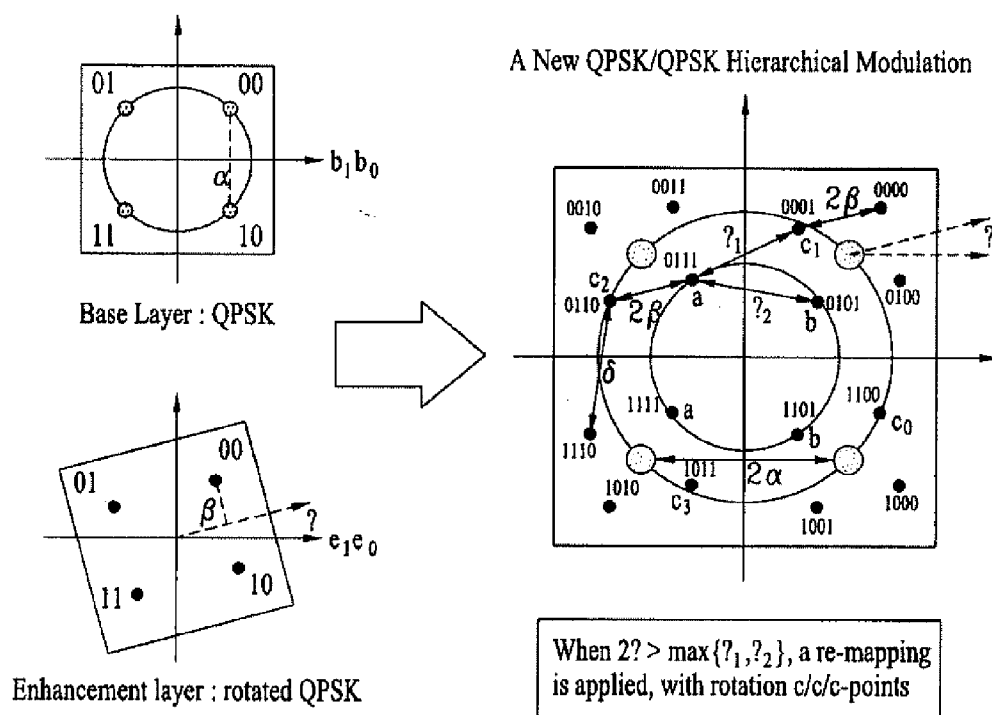 A New QPSK/QPSK Hierarchical Modulation
01 00
b₁b₀
α
11 10
Base Layer : QPSK
00
01
β
?
e₁e₀
11 10
Enhancement layer : rotated QPSK
0011 0001 2β 0000
0010
?₁ c₁ ?
0111 ?
c₂ 0100
0110 a 0101
2β ?₂ b
δ
1111 a 1101 1100
b c₀
1110
1011 2α
1010 c₃ 1000
1001
When 2? > max{?₁,?₂}, a re-mapping
is applied, with rotation c/c/c-points